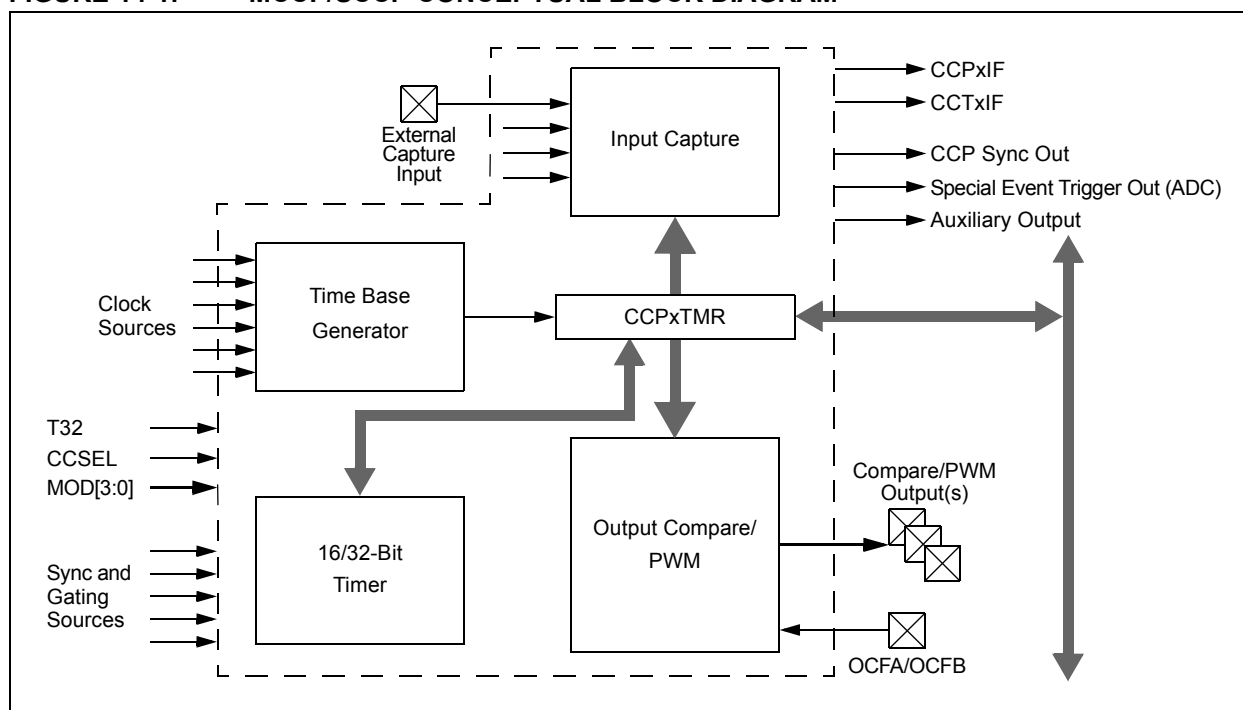 CCPxIF
CCTxIF
External
Capture
Input
Input Capture
CCP Sync Out
Special Event Trigger Out (ADC)
Auxiliary Output
Clock
Sources
Time Base
Generator
CCPxTMR
T32
CCSEL
MOD[3:0]
Sync and
Gating
Sources
16/32-Bit
Timer
Output Compare/
PWM
Compare/PWM
Output(s)
OCFA/OCFB